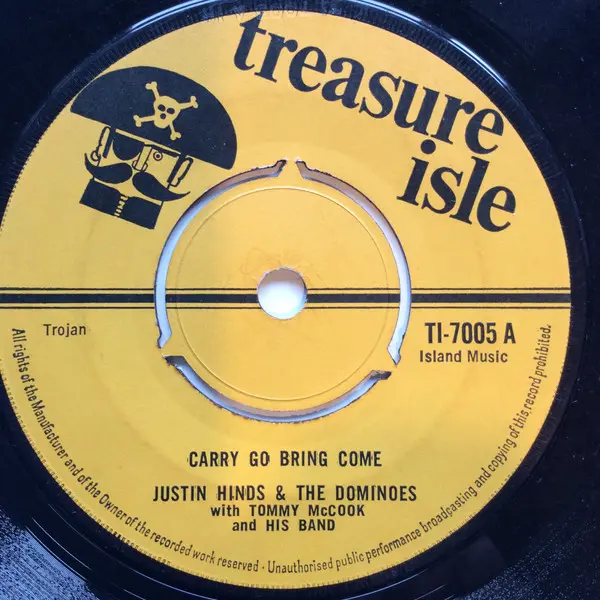 treasure
isle
Trojan
TI-7005 A
Island Music
CARRY GO BRING COME
JUSTIN HINDS & THE DOMINOES
with TOMMY McCOOK
and HIS BAND
All rights of the Manufacturer and of the Owner of the recorded work reserved · Unauthorised public performance broadcasting and copying of this record prohibited.